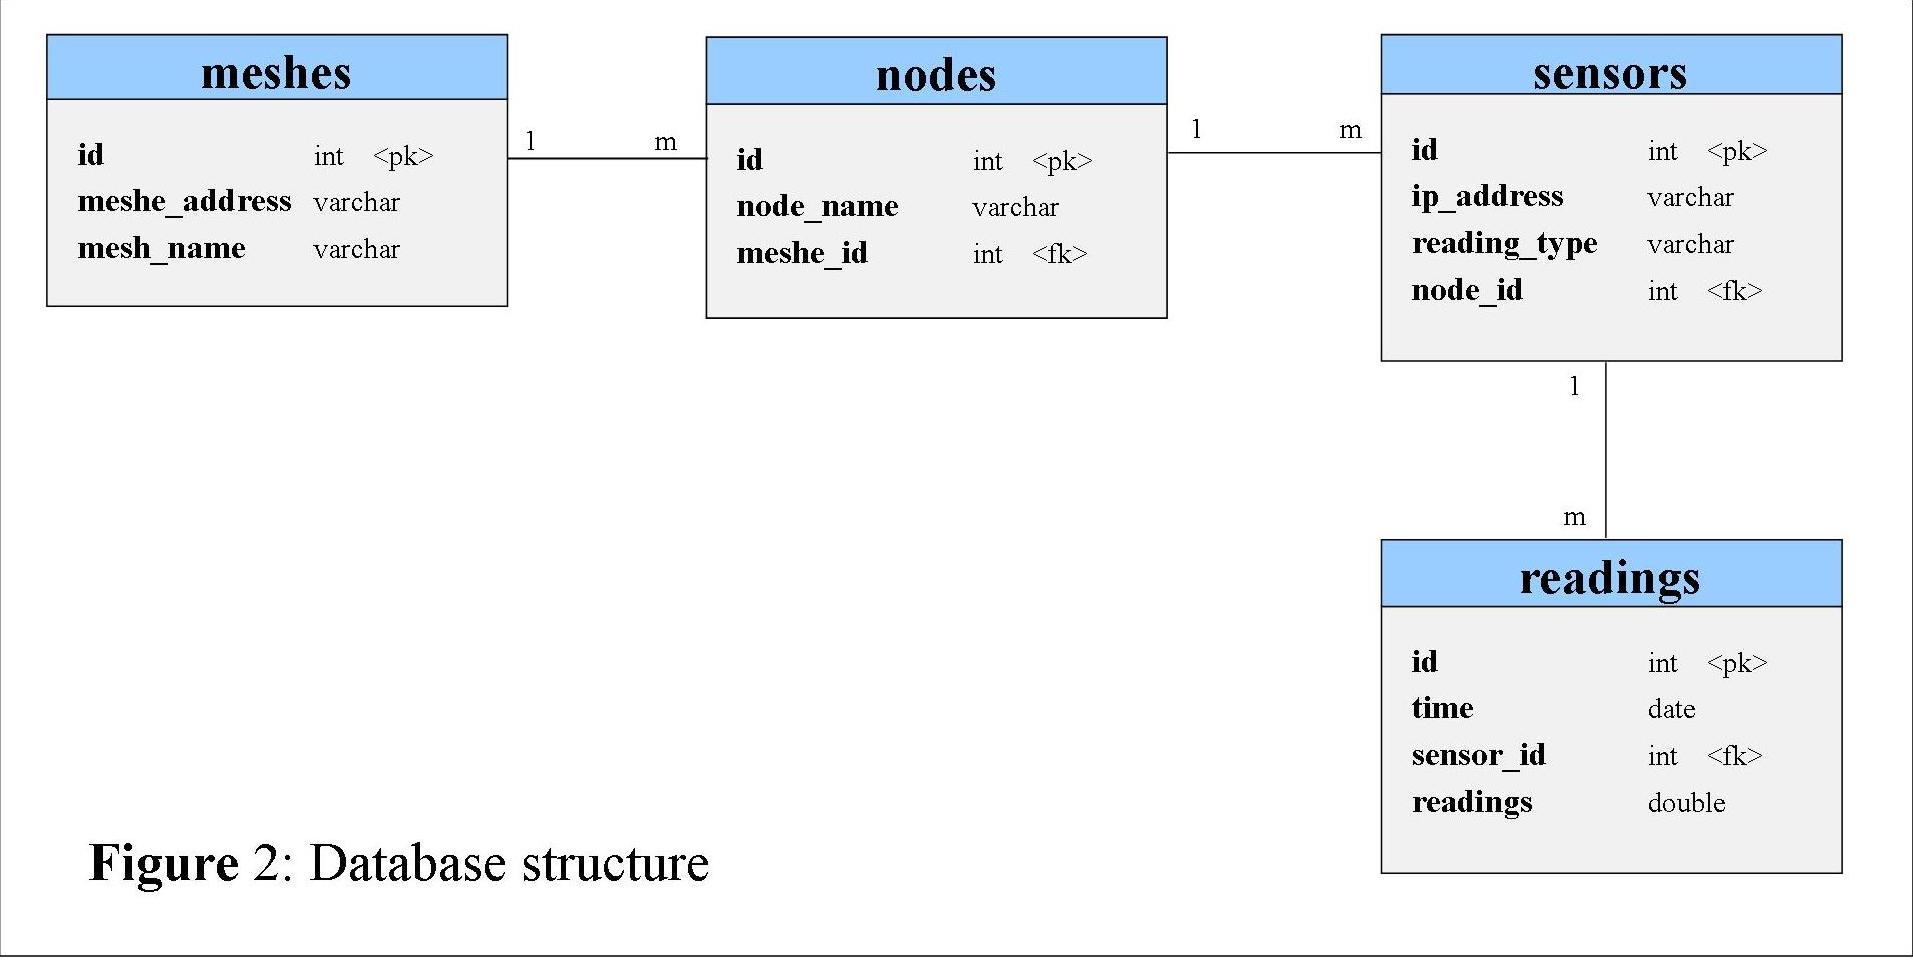 meshes
id int <pk>
meshe_address varchar
mesh_name varchar
1 m
nodes
id int <pk>
node_name varchar
meshe_id int <fk>
1 m
sensors
id int <pk>
ip_address varchar
reading_type varchar
node_id int <fk>
1
m
readings
id int <pk>
time date
sensor_id int <fk>
readings double
Figure 2: Database structure